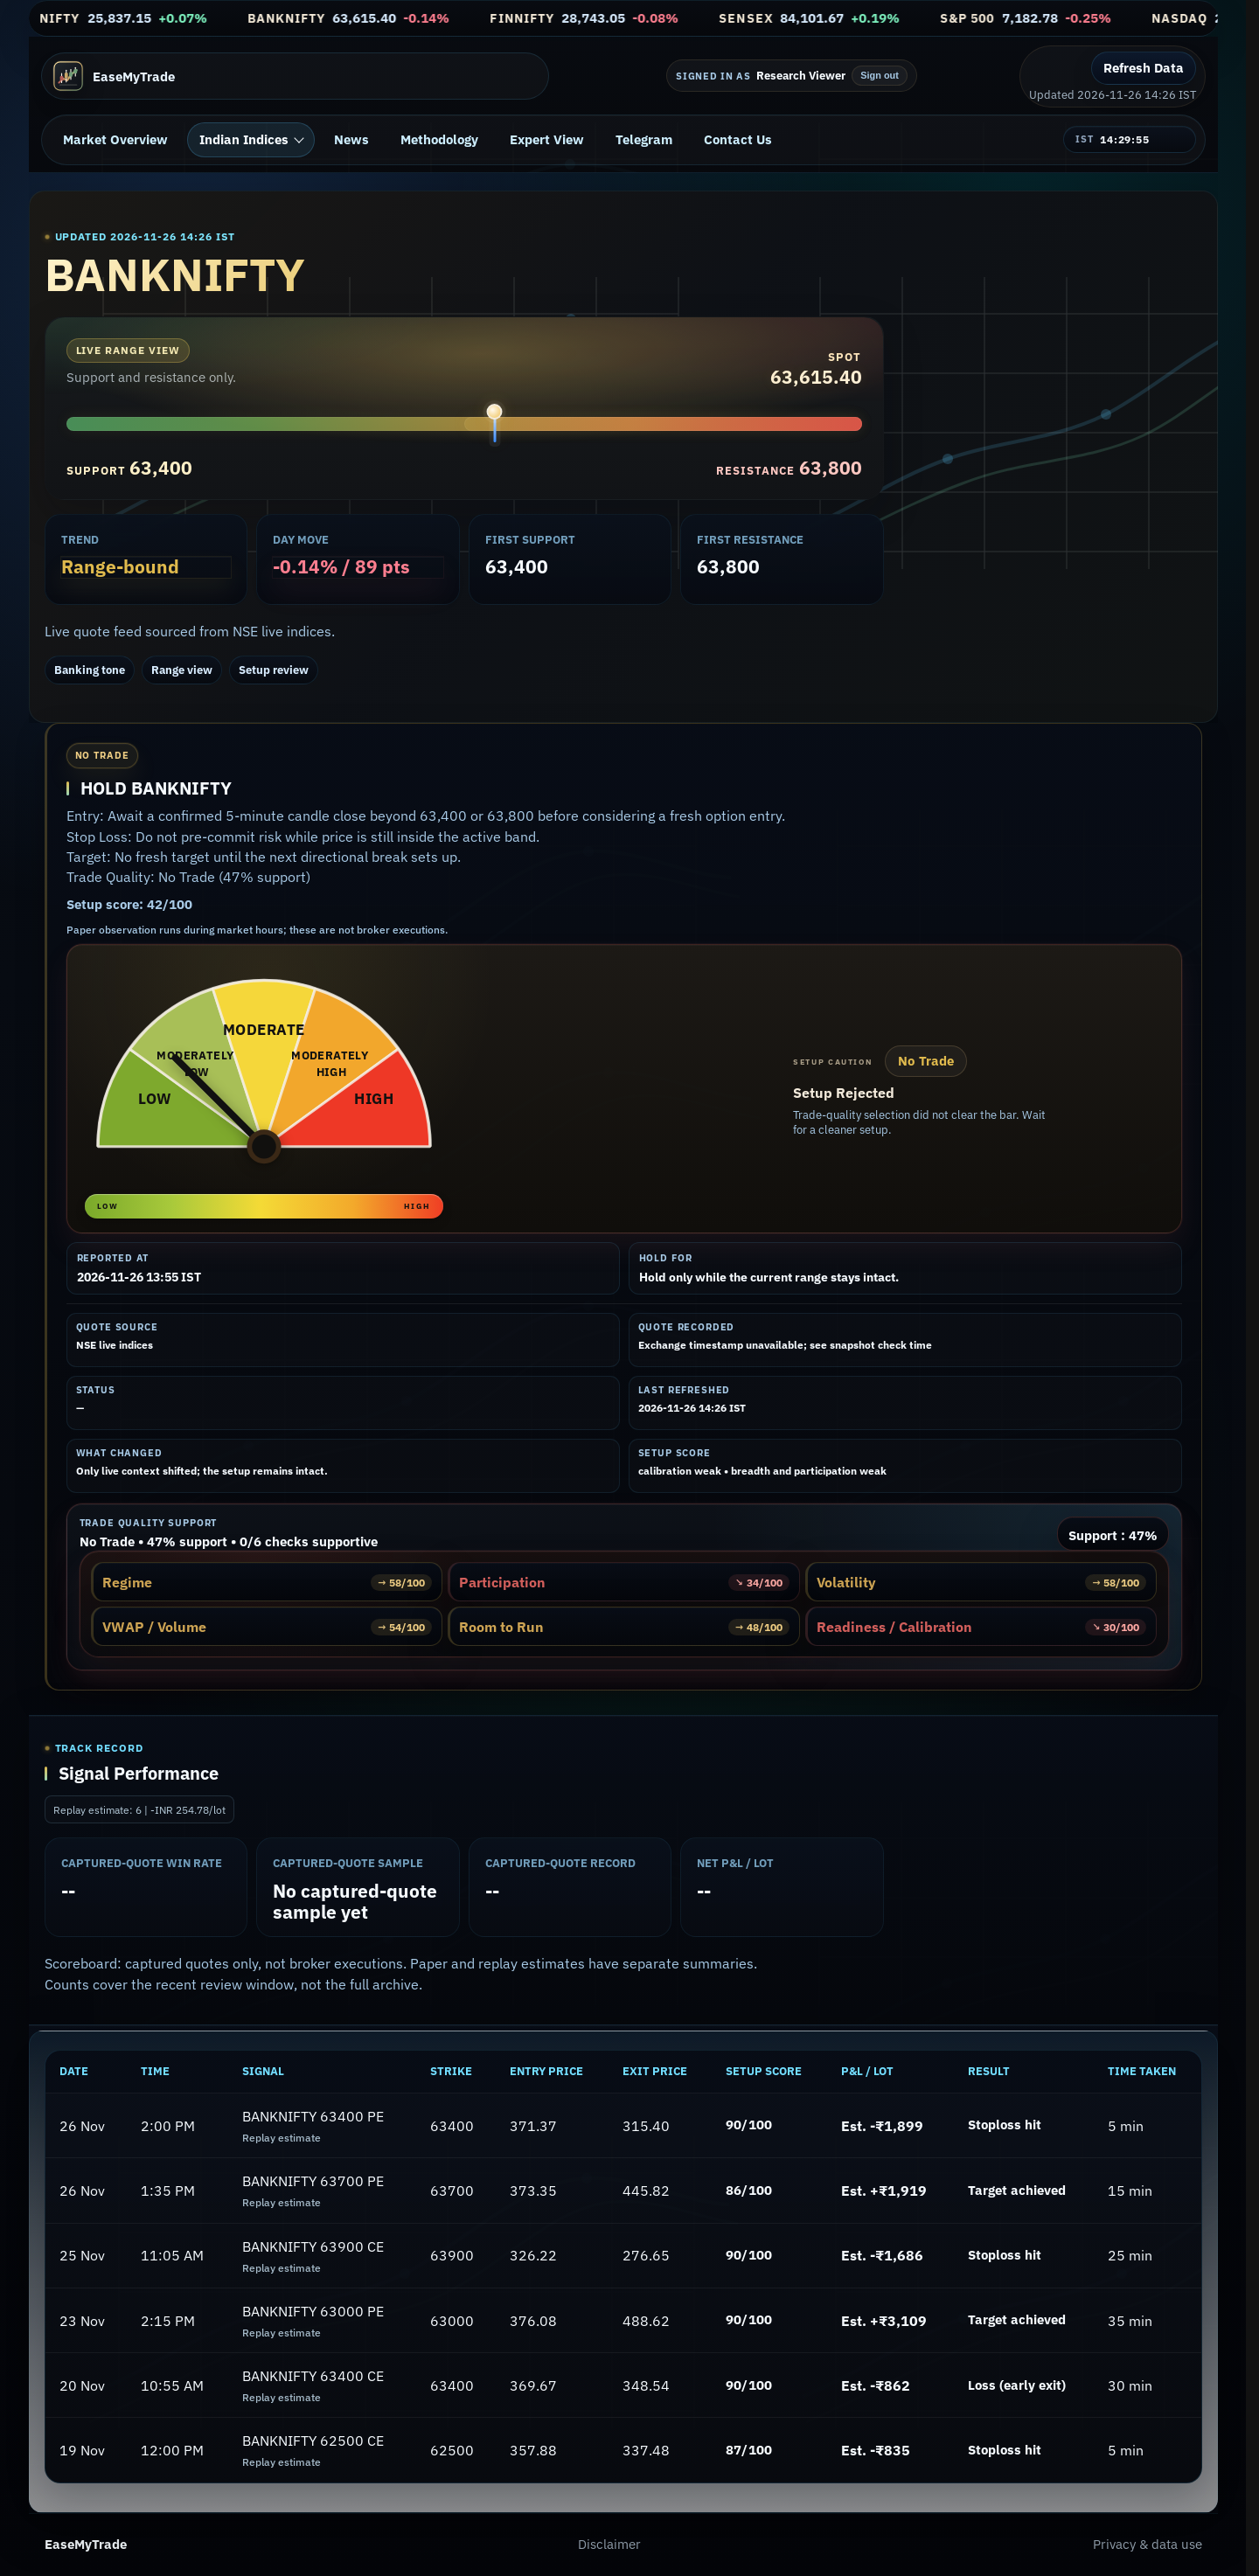 NIFTY 25,837.15 +0.07% BANKNIFTY 63,615.40 -0.14% FINNIFTY 28,743.05 -0.08% SENSEX 84,101.67 +0.19% S&P 500 7,182.78 -0.25% NASDAQ
EaseMyTrade
SIGNED IN AS Research Viewer Sign out
Refresh Data
Updated 2026-11-26 14:26 IST
Market Overview Indian Indices News Methodology Expert View Telegram Contact Us
IST 14:29:55
UPDATED 2026-11-26 14:26 IST
BANKNIFTY
LIVE RANGE VIEW
Support and resistance only.
SPOT
63,615.40
SUPPORT 63,400
RESISTANCE 63,800
TREND
Range-bound
DAY MOVE
-0.14% / 89 pts
FIRST SUPPORT
63,400
FIRST RESISTANCE
63,800
Live quote feed sourced from NSE live indices.
Banking tone Range view Setup review
NO TRADE
HOLD BANKNIFTY
Entry: Await a confirmed 5-minute candle close beyond 63,400 or 63,800 before considering a fresh option entry.
Stop Loss: Do not pre-commit risk while price is still inside the active band.
Target: No fresh target until the next directional break sets up.
Trade Quality: No Trade (47% support)
Setup score: 42/100
Paper observation runs during market hours; these are not broker executions.
LOW
MODERATELY
LOW
MODERATE
MODERATELY
HIGH
HIGH
LOW HIGH
SETUP CAUTION No Trade
Setup Rejected
Trade-quality selection did not clear the bar. Wait
for a cleaner setup.
REPORTED AT
2026-11-26 13:55 IST
HOLD FOR
Hold only while the current range stays intact.
QUOTE SOURCE
NSE live indices
QUOTE RECORDED
Exchange timestamp unavailable; see snapshot check time
STATUS
—
LAST REFRESHED
2026-11-26 14:26 IST
WHAT CHANGED
Only live context shifted; the setup remains intact.
SETUP SCORE
calibration weak • breadth and participation weak
TRADE QUALITY SUPPORT
No Trade • 47% support • 0/6 checks supportive
Support : 47%
Regime → 58/100
Participation ↘ 34/100
Volatility → 58/100
VWAP / Volume → 54/100
Room to Run → 48/100
Readiness / Calibration ↘ 30/100
TRACK RECORD
Signal Performance
Replay estimate: 6 | -INR 254.78/lot
CAPTURED-QUOTE WIN RATE
--
CAPTURED-QUOTE SAMPLE
No captured-quote
sample yet
CAPTURED-QUOTE RECORD
--
NET P&L / LOT
--
Scoreboard: captured quotes only, not broker executions. Paper and replay estimates have separate summaries.
Counts cover the recent review window, not the full archive.
DATE TIME SIGNAL STRIKE ENTRY PRICE EXIT PRICE SETUP SCORE P&L / LOT RESULT TIME TAKEN
26 Nov 2:00 PM BANKNIFTY 63400 PE 63400 371.37 315.40 90/100 Est. -₹1,899 Stoploss hit 5 min
Replay estimate
26 Nov 1:35 PM BANKNIFTY 63700 PE 63700 373.35 445.82 86/100 Est. +₹1,919 Target achieved 15 min
Replay estimate
25 Nov 11:05 AM BANKNIFTY 63900 CE 63900 326.22 276.65 90/100 Est. -₹1,686 Stoploss hit 25 min
Replay estimate
23 Nov 2:15 PM BANKNIFTY 63000 PE 63000 376.08 488.62 90/100 Est. +₹3,109 Target achieved 35 min
Replay estimate
20 Nov 10:55 AM BANKNIFTY 63400 CE 63400 369.67 348.54 90/100 Est. -₹862 Loss (early exit) 30 min
Replay estimate
19 Nov 12:00 PM BANKNIFTY 62500 CE 62500 357.88 337.48 87/100 Est. -₹835 Stoploss hit 5 min
Replay estimate
EaseMyTrade
Disclaimer
Privacy & data use